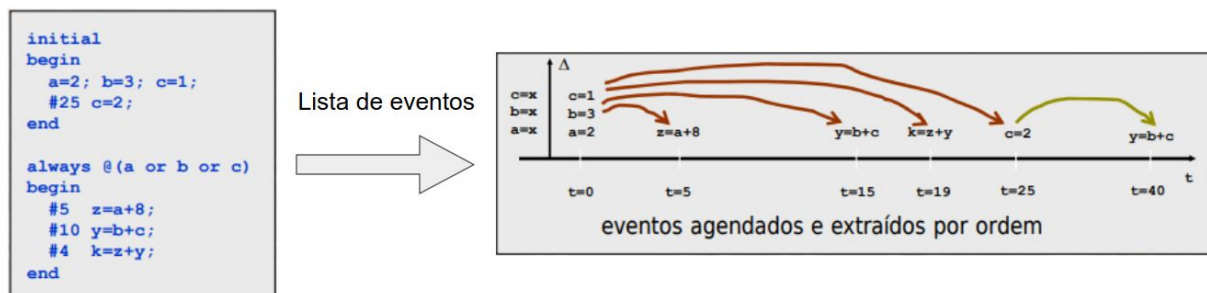 initial
begin
a=2; b=3; c=1;
#25 c=2;
end
always @(a or b or c)
begin
#5 z=a+8;
#10 y=b+c;
#4 k=z+y;
end
Lista de eventos
Δ
c=x c=1
b=x b=3
a=x a=2 z=a+8 y=b+c k=z+y c=2 y=b+c
t
t=0 t=5 t=15 t=19 t=25 t=40
eventos agendados e extraídos por ordem